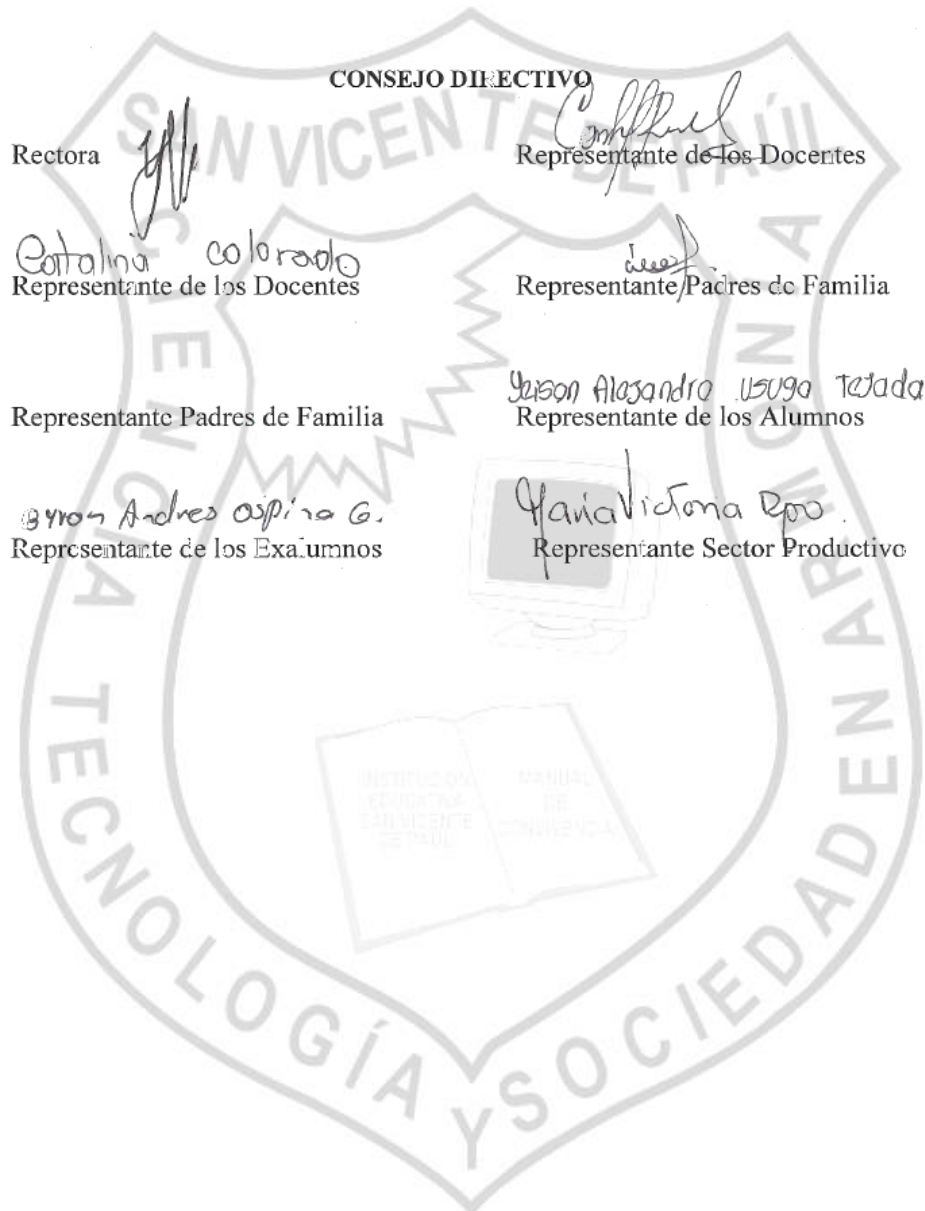 CONSEJO DIRECTIVO
Rectora
Representante de los Docentes
Catalina colorado
Representante de los Docentes
Representante Padres de Familia
Representante Padres de Familia
Yeison Alejandro Usuga Tejada
Representante de los Alumnos
Byron Andres ospina G.
Representante de los Exalumnos
Maria Victoria Rpo.
Representante Sector Productivo
SAN VICENTE DE PAÚL
CIENCIA TECNOLOGÍA Y SOCIEDAD EN ARMONÍA
INSTITUCION
EDUCATIVA
SAN VICENTE
DE PAUL
MANUAL
DE
CONVIVENCIA